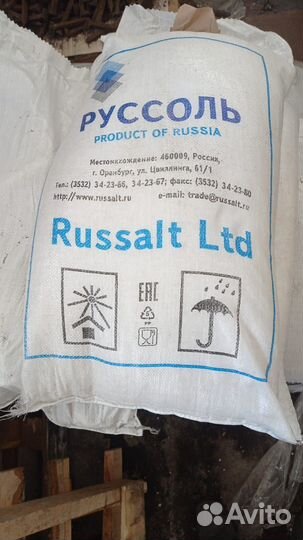 РУССОЛЬ
PRODUCT OF RUSSIA
Местонахождение: 460009, Россия,
г. Оренбург, ул. Цвиллинга, 61/1
Тел.: (3532) 34-23-66, 34-23-67; факс: (3532) 34-23-80
http://www.russalt.ru e-mail: trade@russalt.ru
Russalt Ltd
EAC
PP
Avito